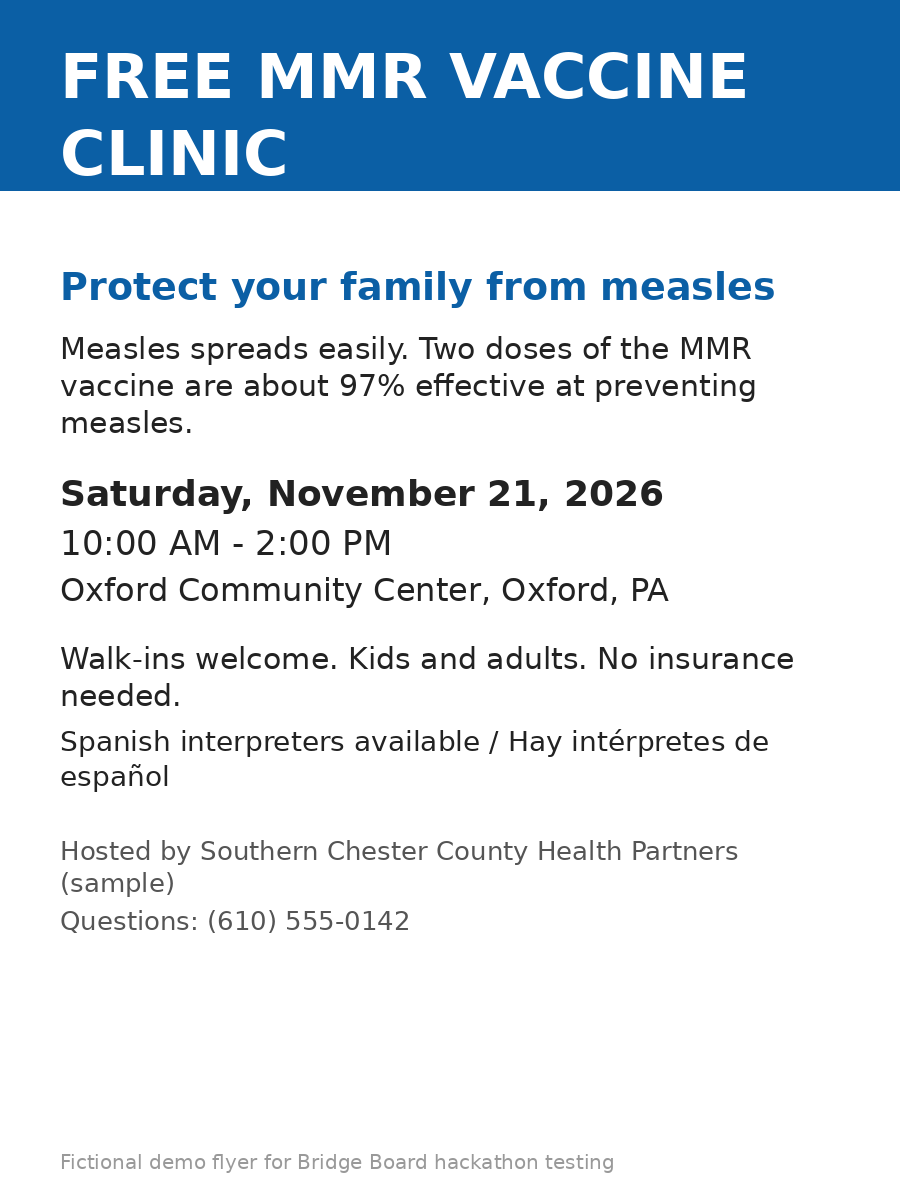 FREE MMR VACCINE
CLINIC
Protect your family from measles
Measles spreads easily. Two doses of the MMR
vaccine are about 97% effective at preventing
measles.
Saturday, November 21, 2026
10:00 AM - 2:00 PM
Oxford Community Center, Oxford, PA
Walk-ins welcome. Kids and adults. No insurance
needed.
Spanish interpreters available / Hay intérpretes de
español
Hosted by Southern Chester County Health Partners
(sample)
Questions: (610) 555-0142
Fictional demo flyer for Bridge Board hackathon testing